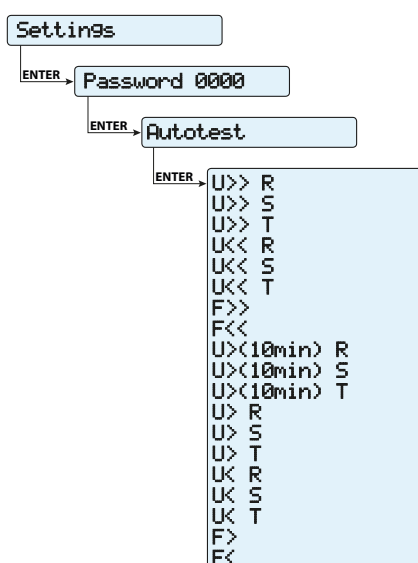 Settings
ENTER
Password 0000
ENTER
Autotest
ENTER
U>> R
U>> S
U>> T
U<< R
U<< S
U<< T
F>>
F<<
U>(10min) R
U>(10min) S
U>(10min) T
U> R
U> S
U> T
U< R
U< S
U< T
F>
F<